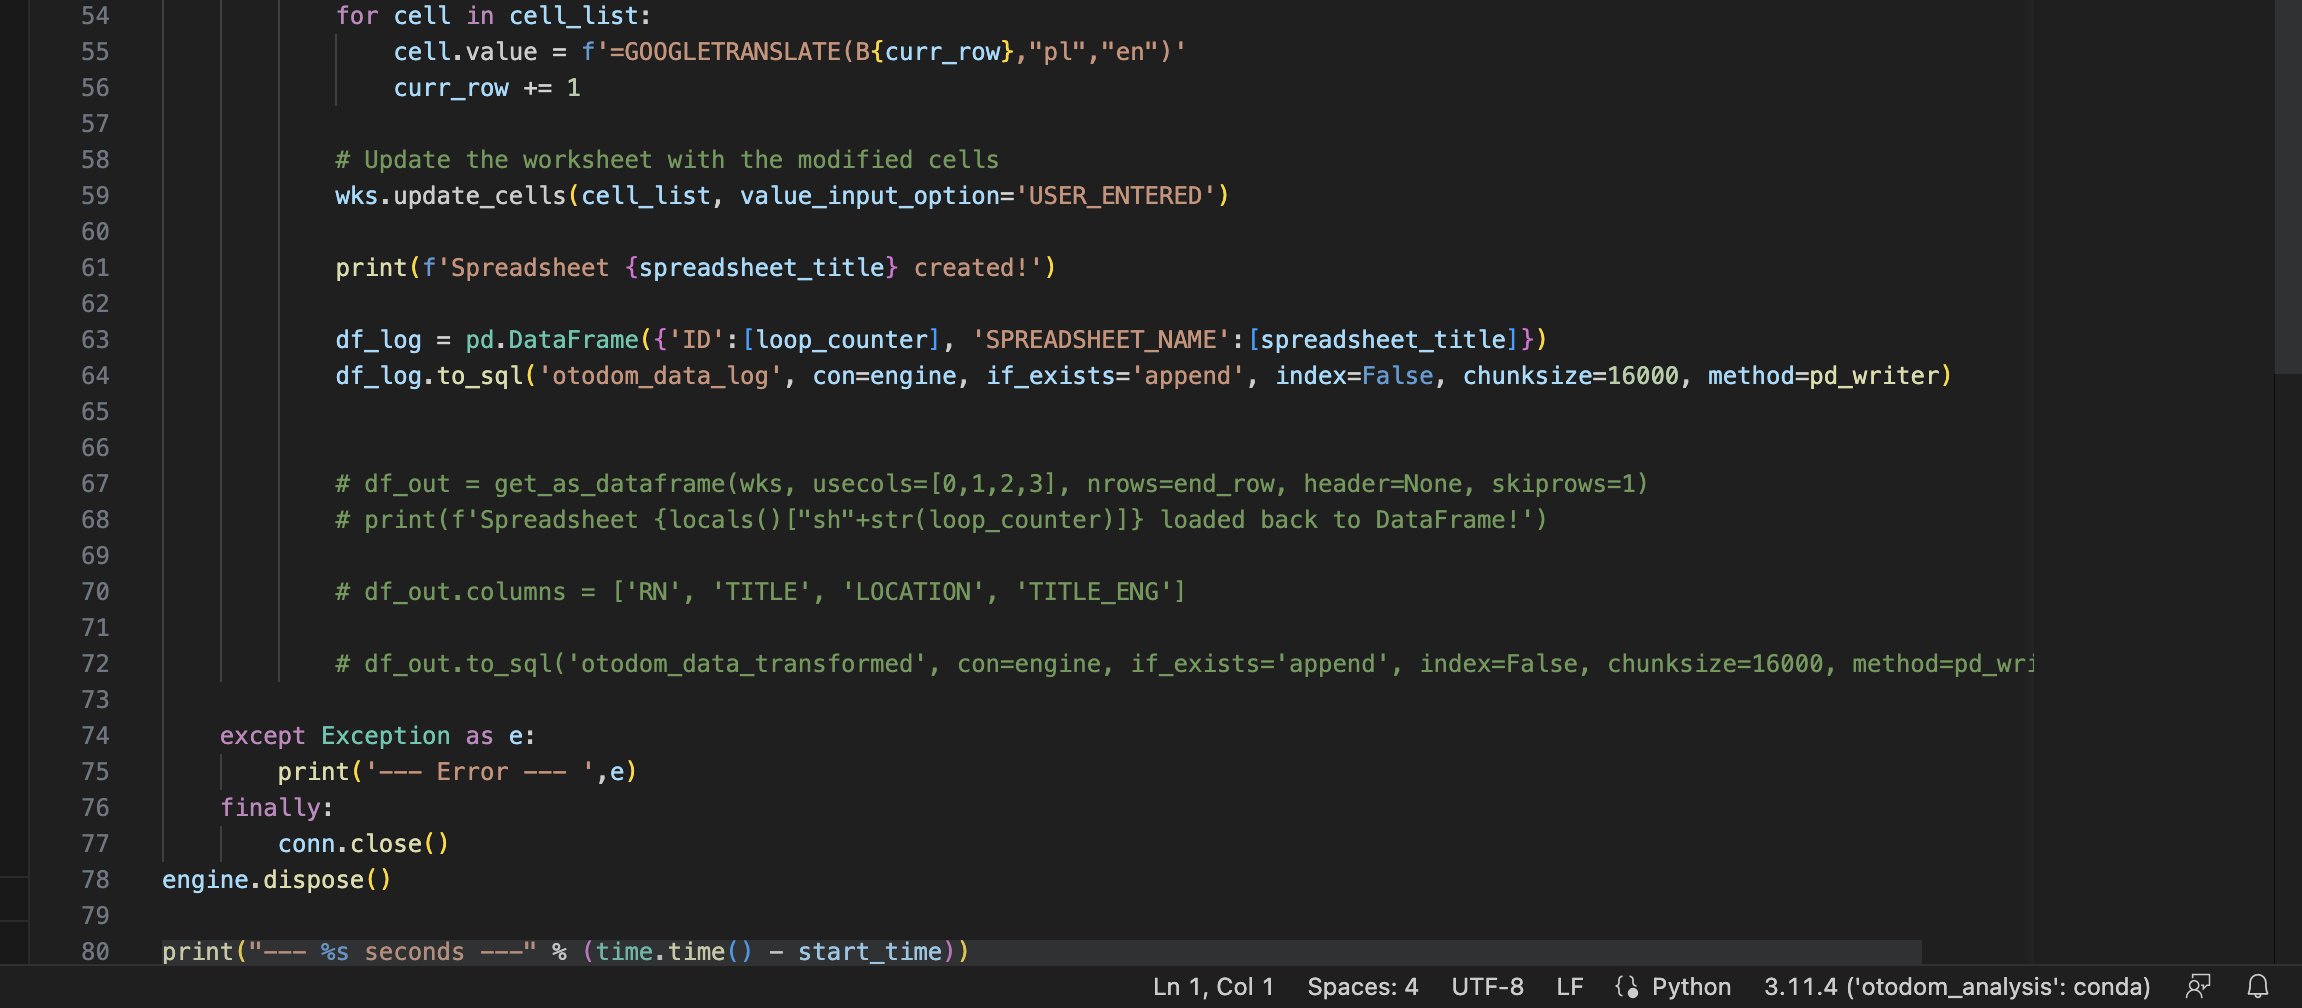 54 for cell in cell_list:
55 cell.value = f'=GOOGLETRANSLATE(B{curr_row},"pl","en")'
56 curr_row += 1
57
58 # Update the worksheet with the modified cells
59 wks.update_cells(cell_list, value_input_option='USER_ENTERED')
60
61 print(f'Spreadsheet {spreadsheet_title} created!')
62
63 df_log = pd.DataFrame({'ID':[loop_counter], 'SPREADSHEET_NAME':[spreadsheet_title]})
64 df_log.to_sql('otodom_data_log', con=engine, if_exists='append', index=False, chunksize=16000, method=pd_writer)
65
66
67 # df_out = get_as_dataframe(wks, usecols=[0,1,2,3], nrows=end_row, header=None, skiprows=1)
68 # print(f'Spreadsheet {locals()["sh"+str(loop_counter)]} loaded back to DataFrame!')
69
70 # df_out.columns = ['RN', 'TITLE', 'LOCATION', 'TITLE_ENG']
71
72 # df_out.to_sql('otodom_data_transformed', con=engine, if_exists='append', index=False, chunksize=16000, method=pd_wri
73
74 except Exception as e:
75 print('--- Error --- ',e)
76 finally:
77 conn.close()
78 engine.dispose()
79
80 print("--- %s seconds ---" % (time.time() - start_time))
Ln 1, Col 1 Spaces: 4 UTF-8 LF {} Python 3.11.4 ('otodom_analysis': conda)